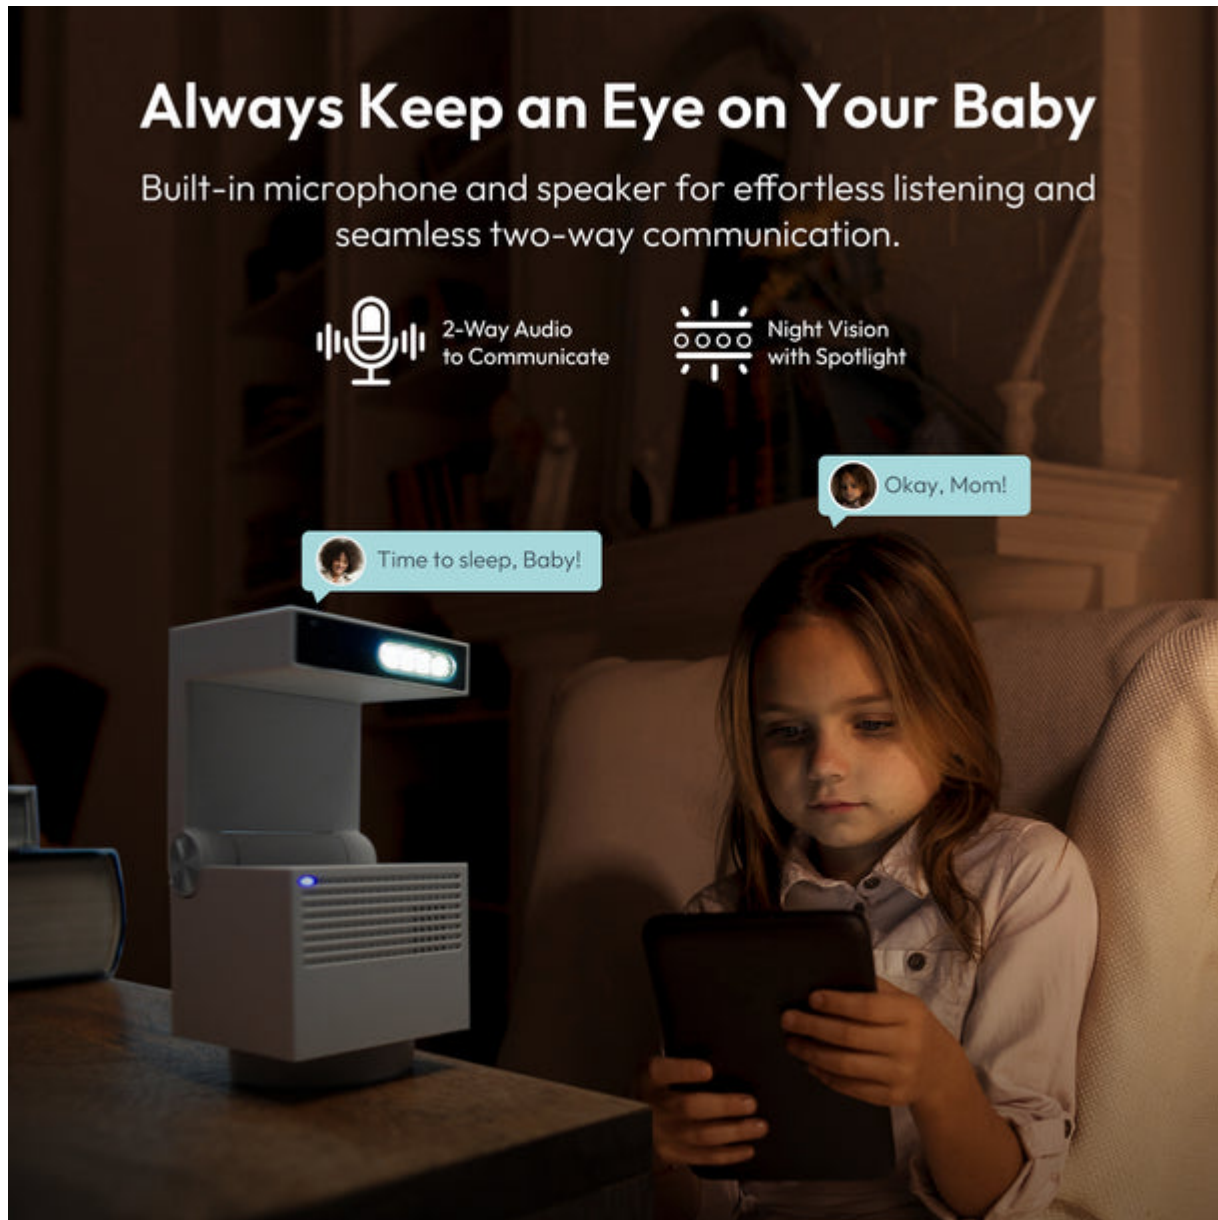 Always Keep an Eye on Your Baby
Built-in microphone and speaker for effortless listening and
seamless two-way communication.
2-Way Audio
to Communicate
Night Vision
with Spotlight
Okay, Mom!
Time to sleep, Baby!